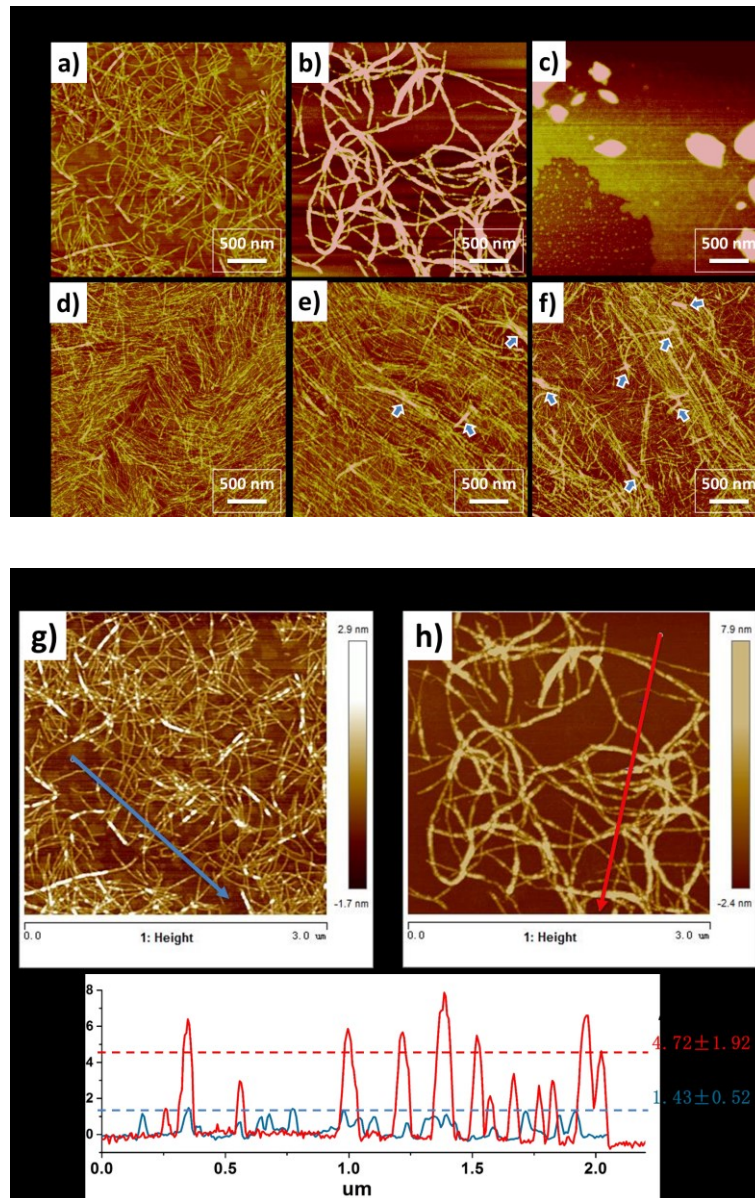 a)
b)
c)
500 nm
500 nm
500 nm
d)
e)
f)
500 nm
500 nm
500 nm
g)
2.9 nm
-1.7 nm
0.0
1: Height
3.0 um
h)
7.9 nm
-2.4 nm
0.0
1: Height
3.0 um
8
6
4
2
0
4.72±1.92
1.43±0.52
0.0
0.5
1.0
1.5
2.0
um